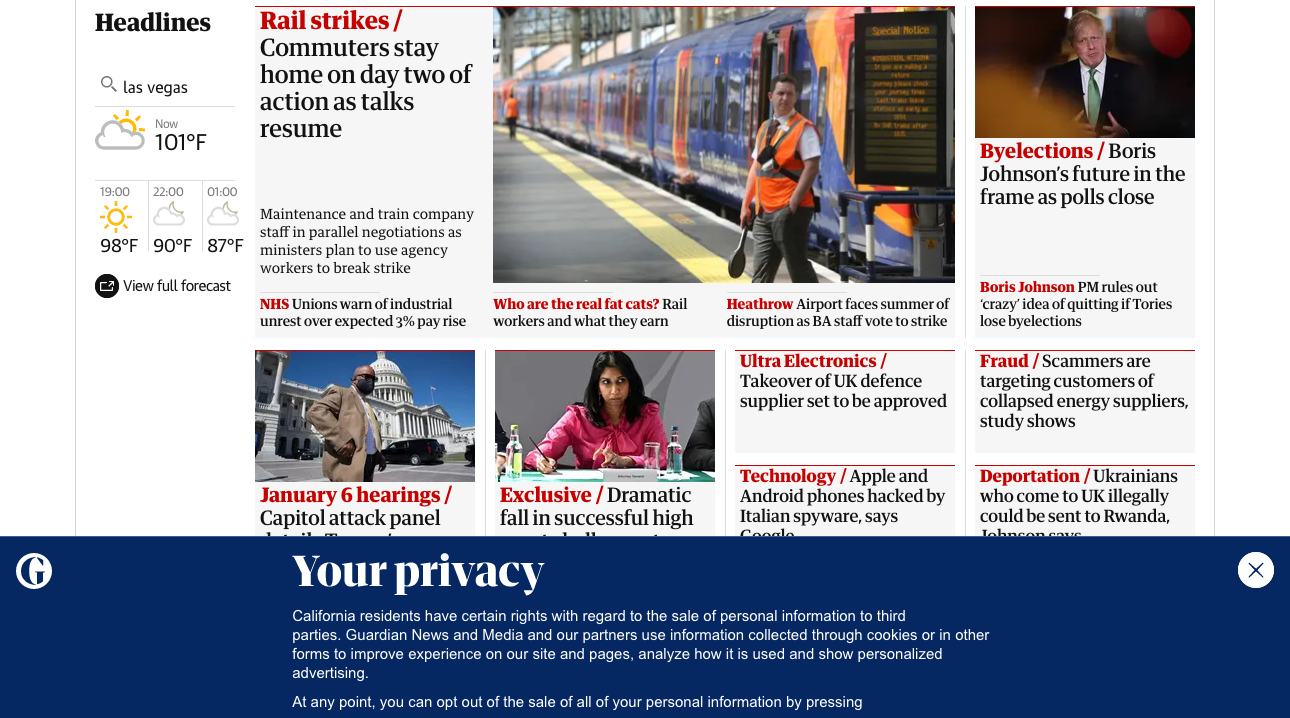 Headlines
las vegas
Now
101°F
19:00
22:00
01:00
98°F
90°F
87°F
View full forecast
Rail strikes /
Commuters stay
home on day two of
action as talks
resume
Maintenance and train company
staff in parallel negotiations as
ministers plan to use agency
workers to break strike
Special Notice
NHS Unions warn of industrial
unrest over expected 3% pay rise
Who are the real fat cats? Rail
workers and what they earn
Heathrow Airport faces summer of
disruption as BA staff vote to strike
Byelections / Boris
Johnson’s future in the
frame as polls close
Boris Johnson PM rules out
‘crazy’ idea of quitting if Tories
lose byelections
January 6 hearings /
Capitol attack panel
Exclusive / Dramatic
fall in successful high
Ultra Electronics /
Takeover of UK defence
supplier set to be approved
Technology / Apple and
Android phones hacked by
Italian spyware, says
Google
Fraud / Scammers are
targeting customers of
collapsed energy suppliers,
study shows
Deportation / Ukrainians
who come to UK illegally
could be sent to Rwanda,
Johnson says
Your privacy
California residents have certain rights with regard to the sale of personal information to third
parties. Guardian News and Media and our partners use information collected through cookies or in other
forms to improve experience on our site and pages, analyze how it is used and show personalized
advertising.
At any point, you can opt out of the sale of all of your personal information by pressing